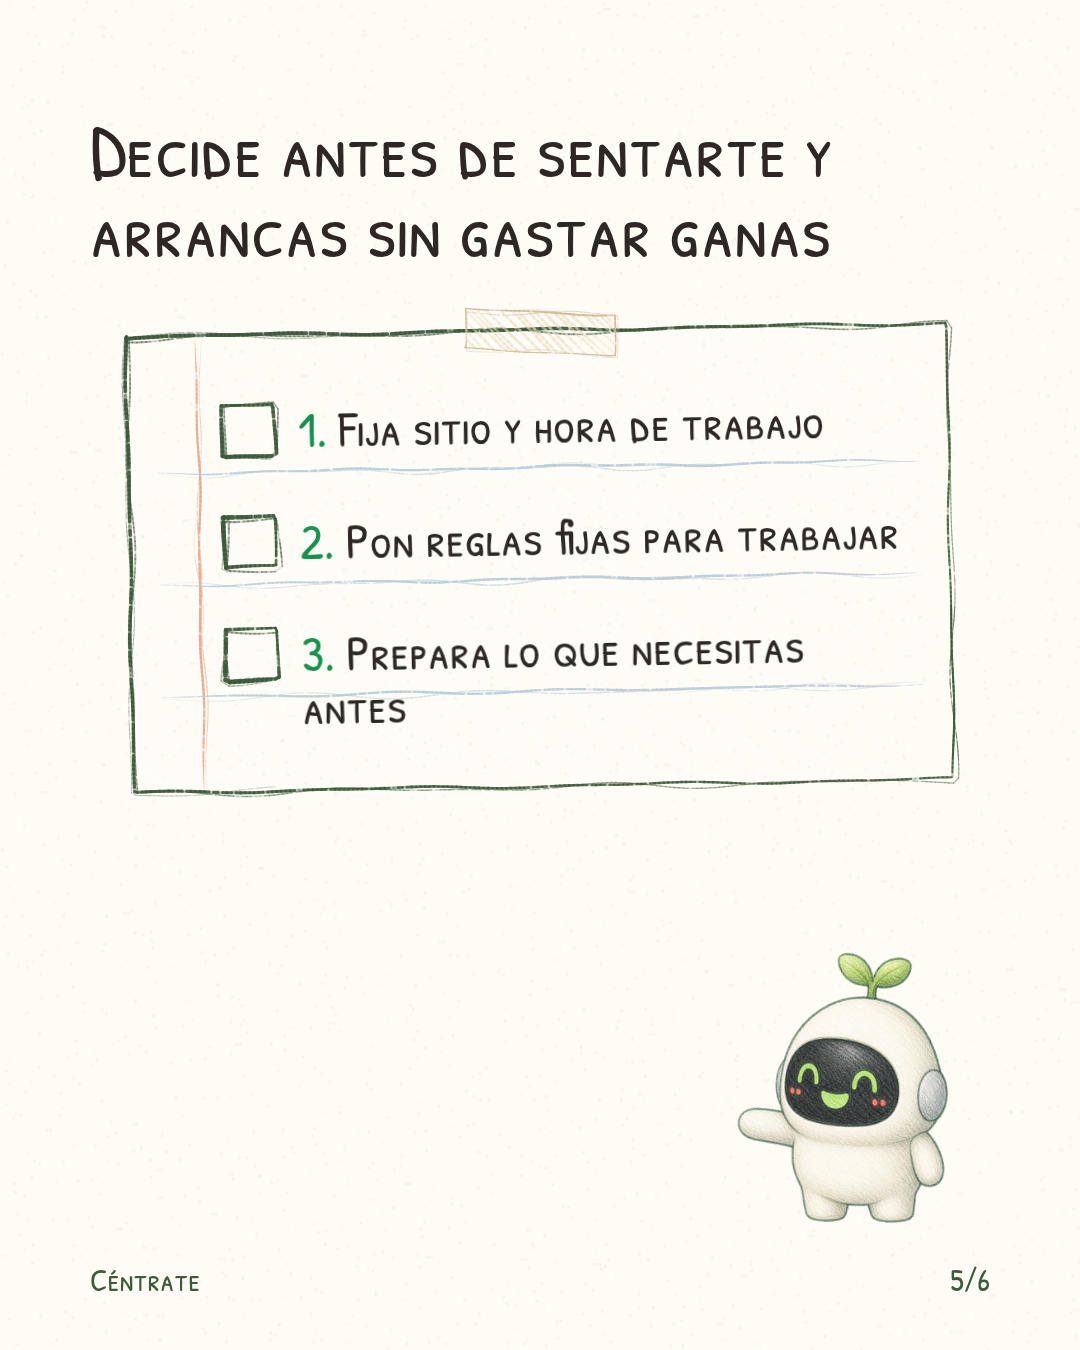 Decide antes de sentarte y
arrancas sin gastar ganas
1. Fija sitio y hora de trabajo
2. Pon reglas fijas para trabajar
3. Prepara lo que necesitas
antes
Céntrate
5/6